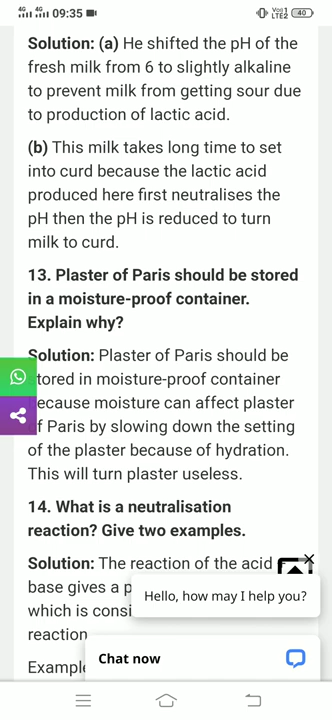 4G 4G 09:35 Vo)) 1 LTE2 40
Solution: (a) He shifted the pH of the
fresh milk from 6 to slightly alkaline
to prevent milk from getting sour due
to production of lactic acid.
(b) This milk takes long time to set
into curd because the lactic acid
produced here first neutralises the
pH then the pH is reduced to turn
milk to curd.
13. Plaster of Paris should be stored
in a moisture-proof container.
Explain why?
Solution: Plaster of Paris should be
tored in moisture-proof container
ecause moisture can affect plaster
f Paris by slowing down the setting
of the plaster because of hydration.
This will turn plaster useless.
14. What is a neutralisation
reaction? Give two examples.
Solution: The reaction of the acid
base gives a p
which is consi
reaction
Example
Hello, how may I help you?
Chat now